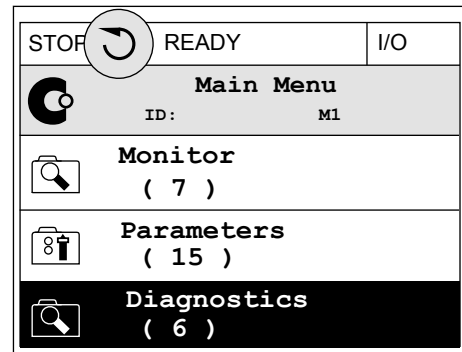 STOP READY I/O
Main Menu
ID: M1
Monitor
( 7 )
Parameters
( 15 )
Diagnostics
( 6 )